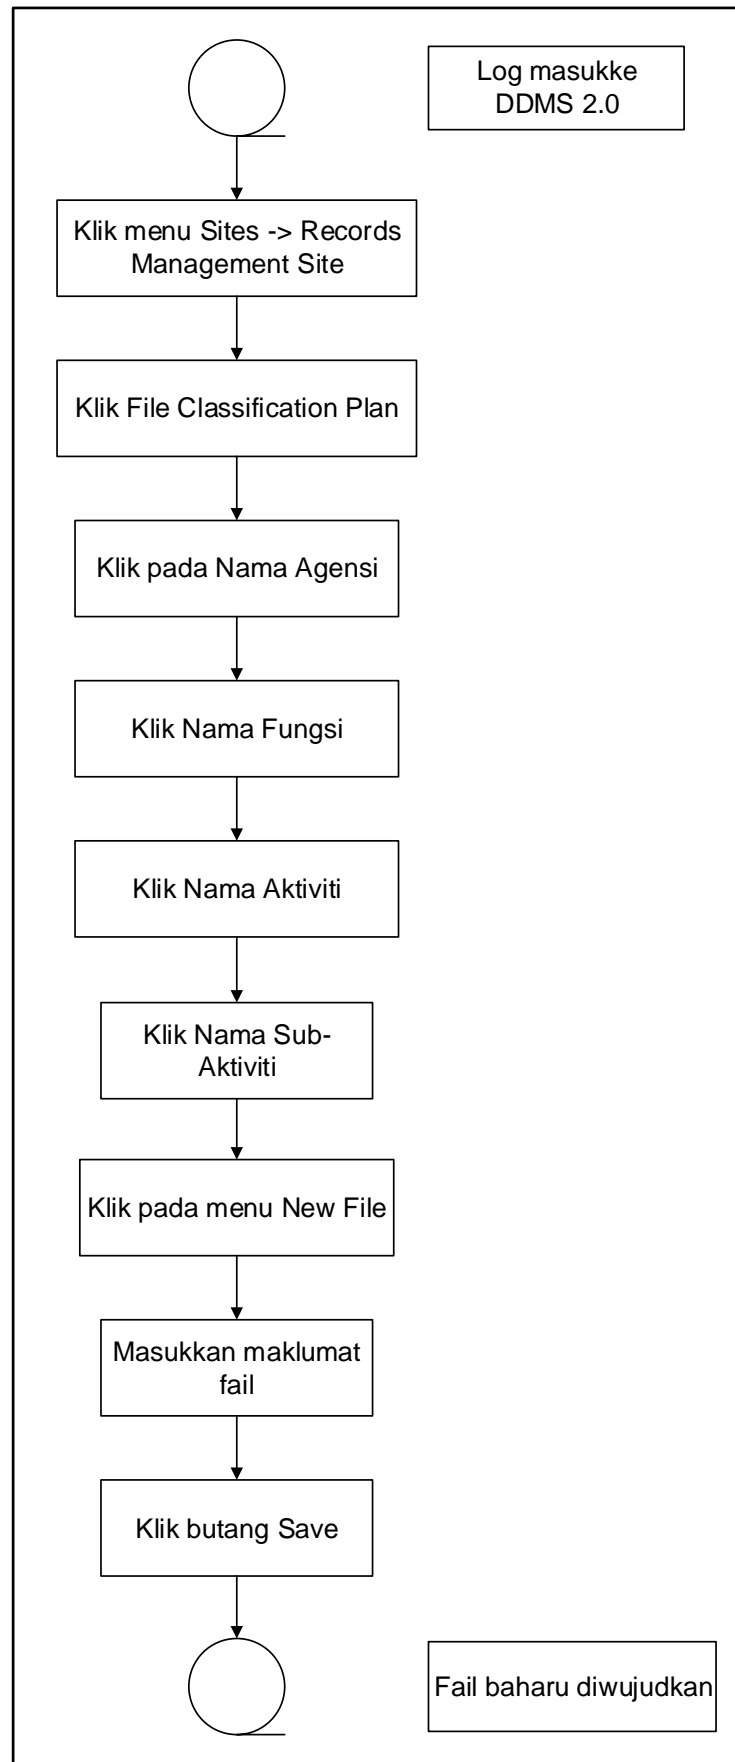 Log masukke
DDMS 2.0
Klik menu Sites -> Records
Management Site
Klik File Classification Plan
Klik pada Nama Agensi
Klik Nama Fungsi
Klik Nama Aktiviti
Klik Nama Sub-
Aktiviti
Klik pada menu New File
Masukkan maklumat
fail
Klik butang Save
Fail baharu diwujudkan